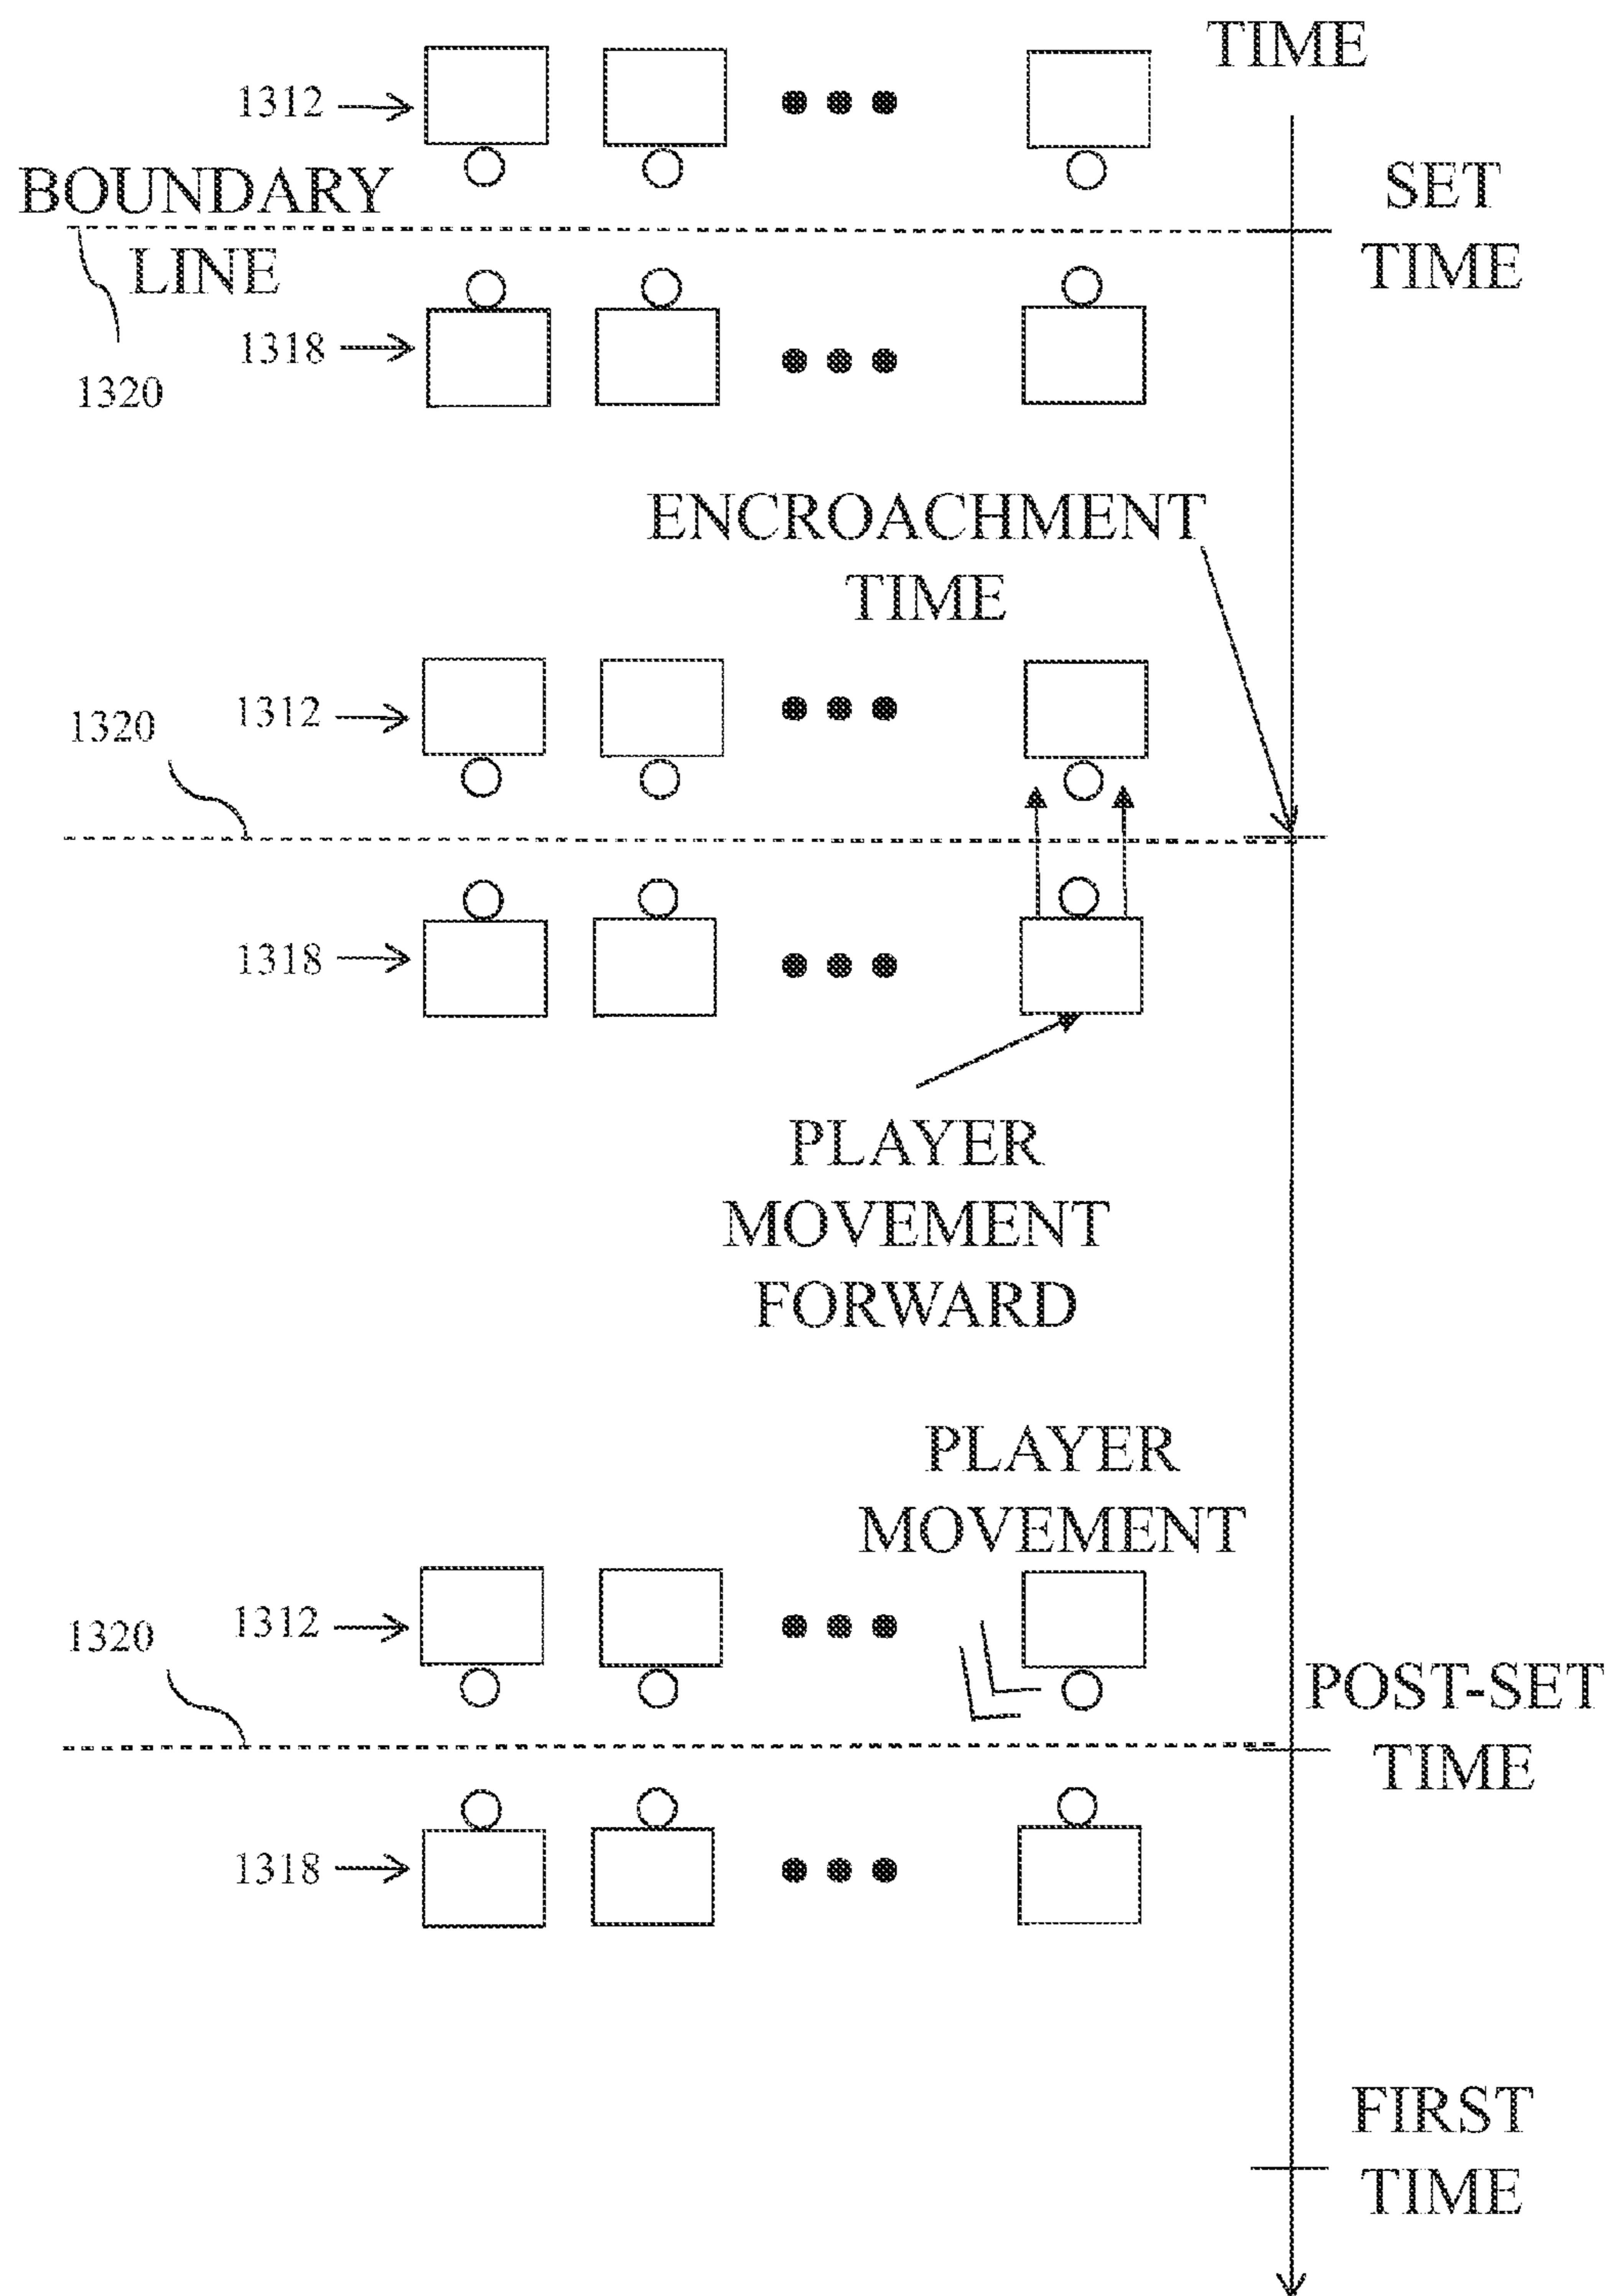 TIME
1312
BOUNDARY
LINE
SET
TIME
1318
1320
ENCROACHMENT
TIME
1320
1312
1318
PLAYER
MOVEMENT
FORWARD
PLAYER
MOVEMENT
1320
1312
POST-SET
TIME
1318
FIRST
TIME